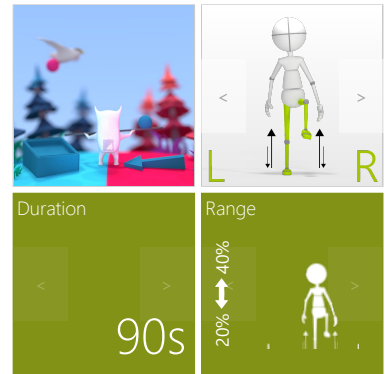 < >
L R
Duration
< >
90s
Range
20% ↔ 40%
< >